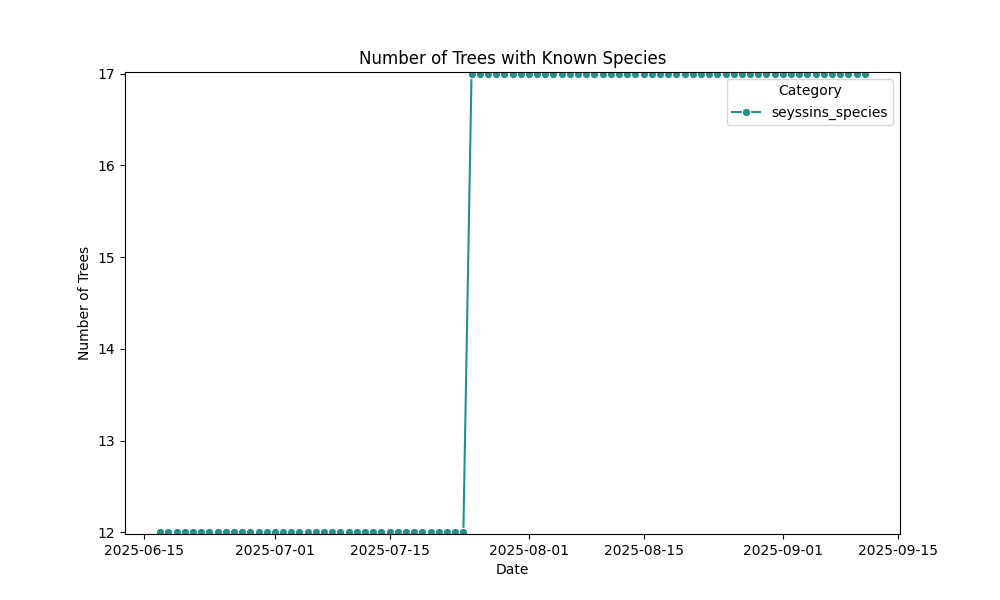 Number of Trees with Known Species
Number of Trees
17
16
15
14
13
12
Category
seyssins_species
2025-06-15
2025-07-01
2025-07-15
2025-08-01
2025-08-15
2025-09-01
2025-09-15
Date